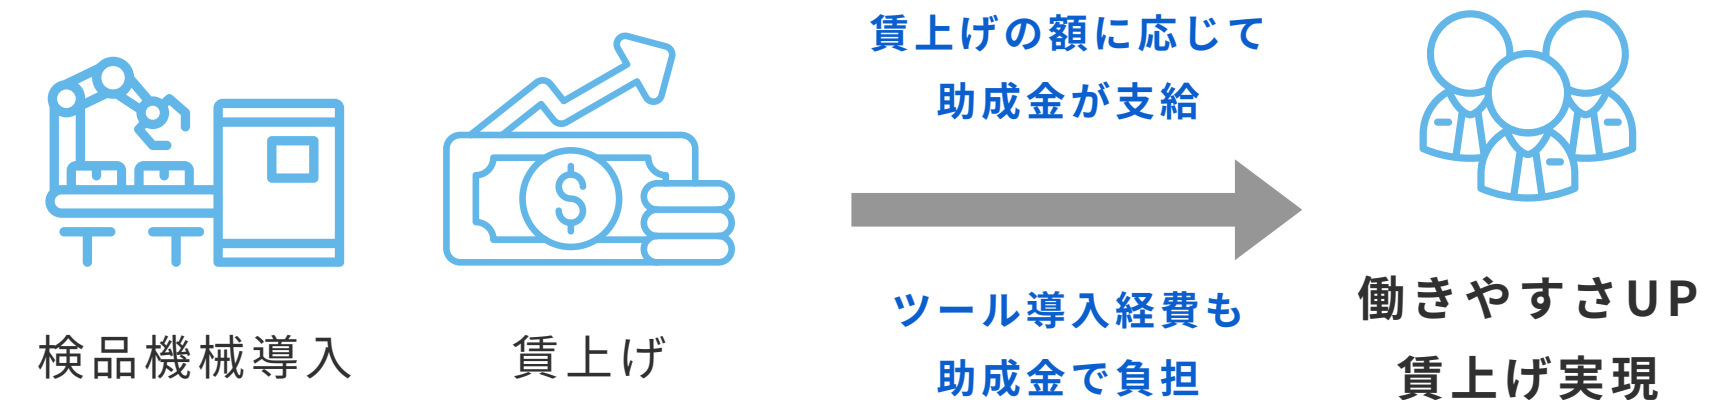 検品機械導入
賃上げ
賃上げの額に応じて
助成金が支給
ツール導入経費も
助成金で負担
働きやすさUP
賃上げ実現